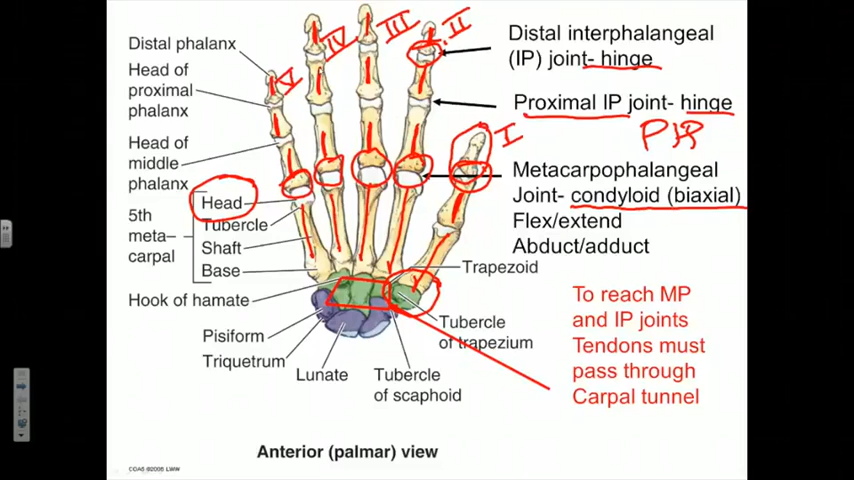 Distal phalanx
Head of
proximal
phalanx
Head of
middle
phalanx
Head
Tubercle
Shaft
Base
5th
meta-
carpal
Hook of hamate
Pisiform
Triquetrum
Lunate
Tubercle
of scaphoid
Tubercle
of trapezium
Trapezoid
V
IV
III
II
I
Distal interphalangeal
(IP) joint- hinge
Proximal IP joint- hinge
PIP
Metacarpophalangeal
Joint- condyloid (biaxial)
Flex/extend
Abduct/adduct
To reach MP
and IP joints
Tendons must
pass through
Carpal tunnel
Anterior (palmar) view
COA5 ©2005 LWW